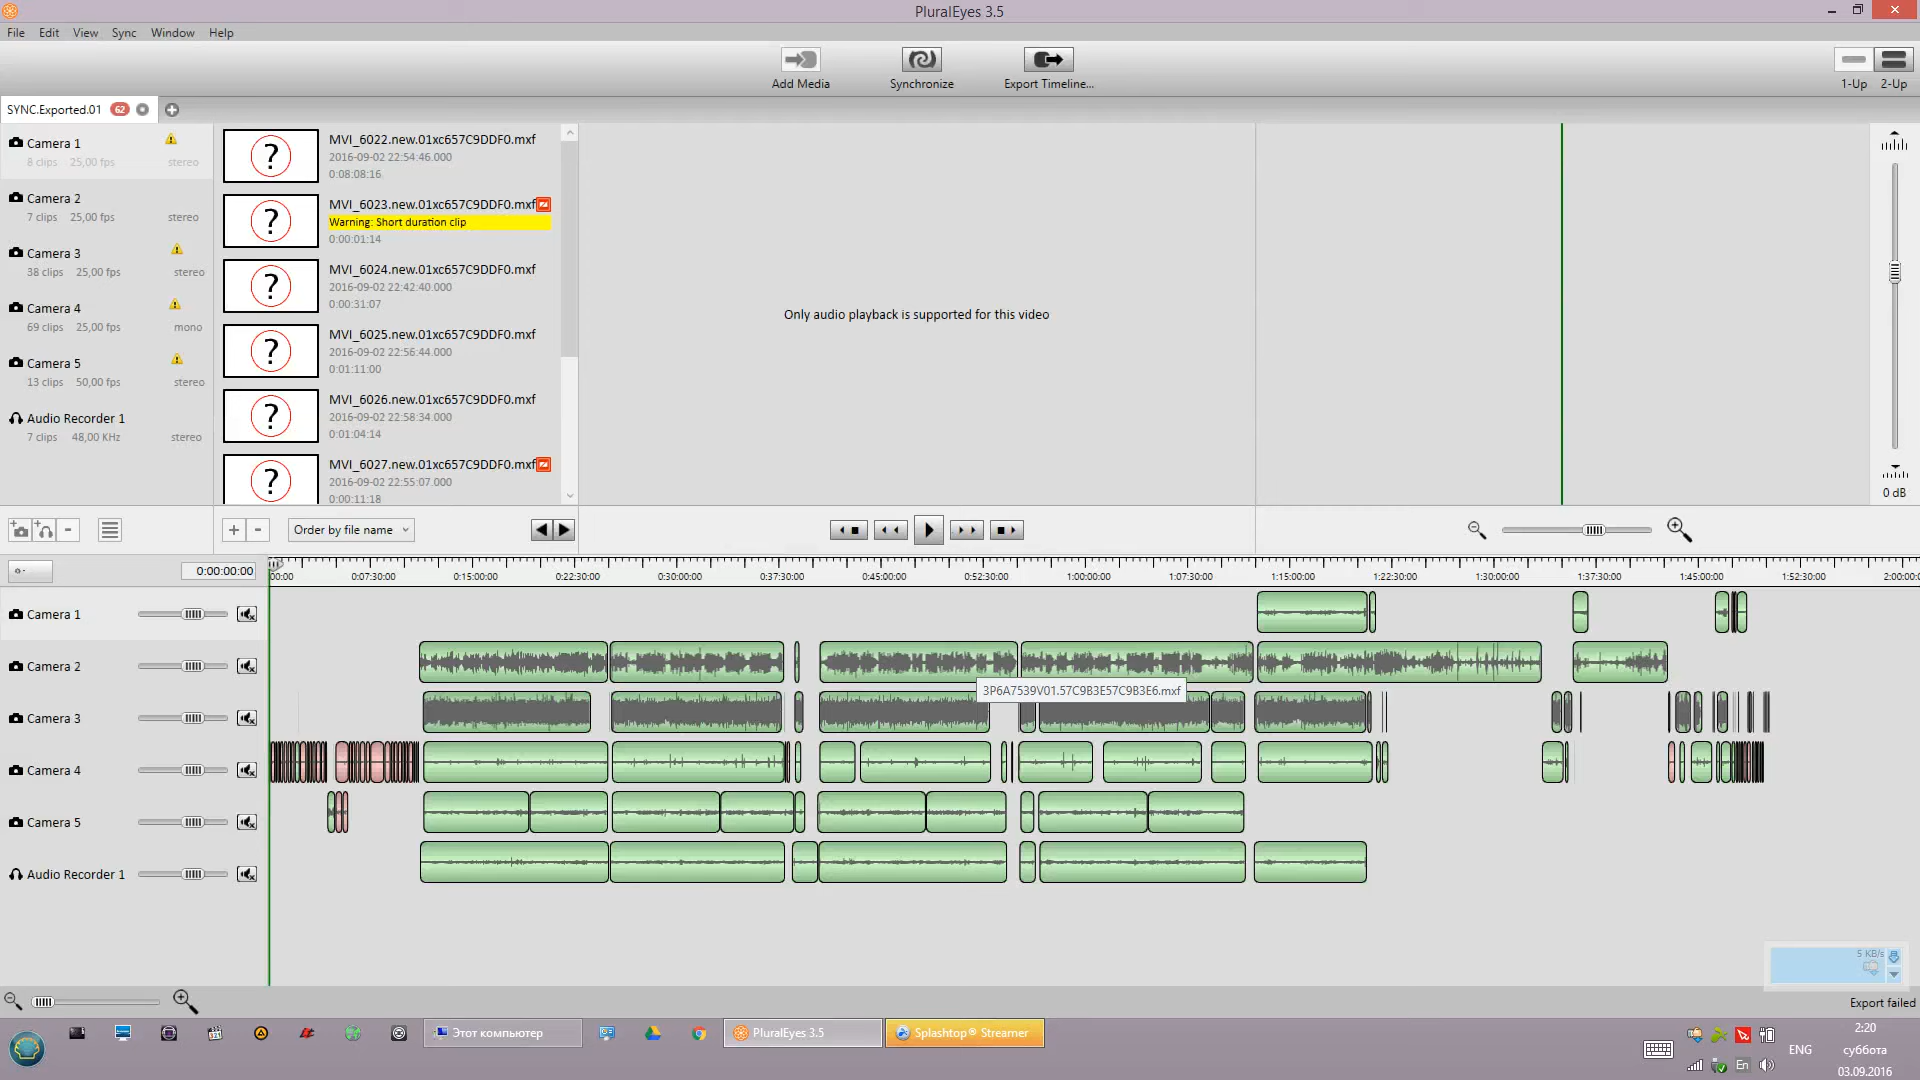 PluralEyes 3.5
File Edit View Sync Window Help
Add Media Synchronize Export Timeline... 1-Up 2-Up
SYNC.Exported.01 62
Camera 1
8 clips 25,00 fps stereo
Camera 2
7 clips 25,00 fps stereo
Camera 3
38 clips 25,00 fps stereo
Camera 4
69 clips 25,00 fps mono
Camera 5
13 clips 50,00 fps stereo
Audio Recorder 1
7 clips 48,00 KHz stereo
MVI_6022.new.01xc657C9DDF0.mxf
2016-09-02 22:54:46.000
0:08:08:16
MVI_6023.new.01xc657C9DDF0.mxf
Warning: Short duration clip
0:00:01:14
MVI_6024.new.01xc657C9DDF0.mxf
2016-09-02 22:42:40.000
0:00:31:07
MVI_6025.new.01xc657C9DDF0.mxf
2016-09-02 22:56:44.000
0:01:11:00
MVI_6026.new.01xc657C9DDF0.mxf
2016-09-02 22:58:34.000
0:01:04:14
MVI_6027.new.01xc657C9DDF0.mxf
2016-09-02 22:55:07.000
0:00:11:18
Only audio playback is supported for this video
0 dB
Order by file name
0:00:00:00
00:00 0:07:30:00 0:15:00:00 0:22:30:00 0:30:00:00 0:37:30:00 0:45:00:00 0:52:30:00 1:00:00:00 1:07:30:00 1:15:00:00 1:22:30:00 1:30:00:00 1:37:30:00 1:45:00:00 1:52:30:00 2:00:00:0
Camera 1
Camera 2
3P6A7539V01.57C9B3E57C9B3E6.mxf
Camera 3
Camera 4
Camera 5
Audio Recorder 1
5 KB/s
Export failed
Этот компьютер
PluralEyes 3.5
Splashtop® Streamer
ENG
En
2:20
суббота
03.09.2016